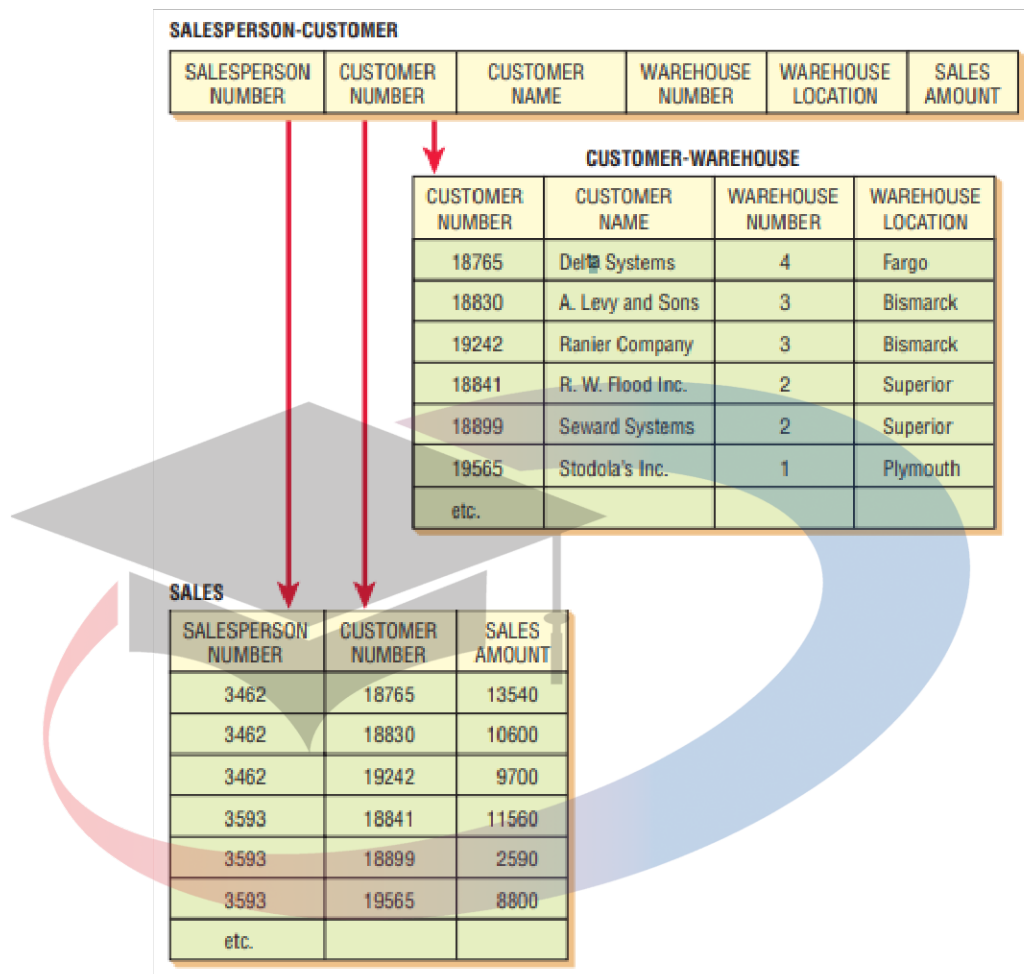 SALESPERSON-CUSTOMER
SALESPERSON NUMBER CUSTOMER NUMBER CUSTOMER NAME WAREHOUSE NUMBER WAREHOUSE LOCATION SALES AMOUNT
CUSTOMER-WAREHOUSE
CUSTOMER NUMBER CUSTOMER NAME WAREHOUSE NUMBER WAREHOUSE LOCATION
18765 Delta Systems 4 Fargo
18830 A. Levy and Sons 3 Bismarck
19242 Ranier Company 3 Bismarck
18841 R. W. Flood Inc. 2 Superior
18899 Seward Systems 2 Superior
19565 Stodola's Inc. 1 Plymouth
etc.
SALES
SALESPERSON NUMBER CUSTOMER NUMBER SALES AMOUNT
3462 18765 13540
3462 18830 10600
3462 19242 9700
3593 18841 11560
3593 18899 2590
3593 19565 8800
etc.